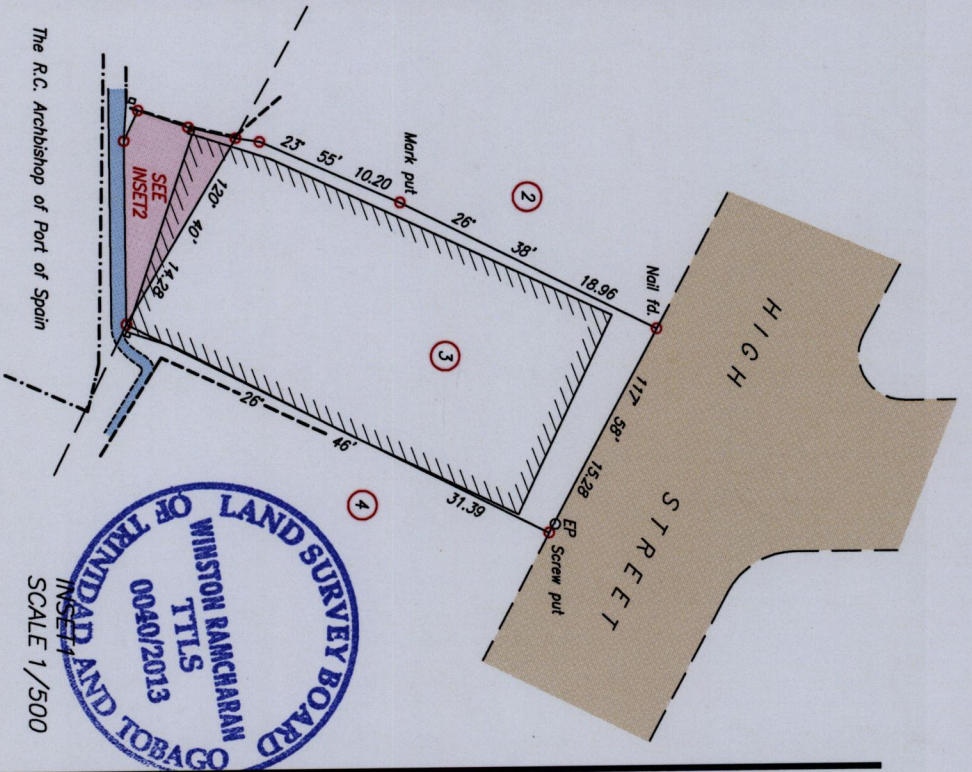 The R.C. Archbishop of Port of Spain
HIGH STREET
Nail fd.
117° 58' 15.28
EP
Screw put
26° 38' 18.96
Mark put
23° 55' 10.20
2
3
4
120° 40' 14.28
26° 46' 31.39
SEE
INSET2
LAND SURVEY BOARD
OF TRINIDAD AND TOBAGO
WINSTON RAMCHARAN
TTLS
0040/2013
INSET1
SCALE 1/500